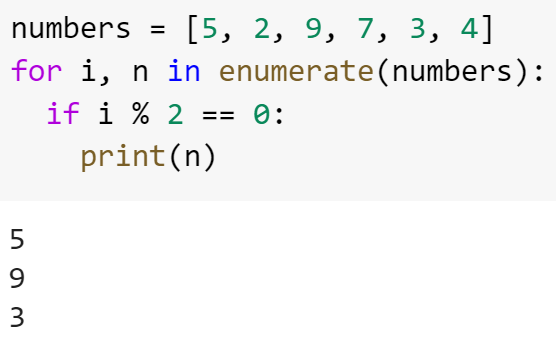 numbers = [5, 2, 9, 7, 3, 4]
for i, n in enumerate(numbers):
  if i % 2 == 0:
    print(n)
5
9
3